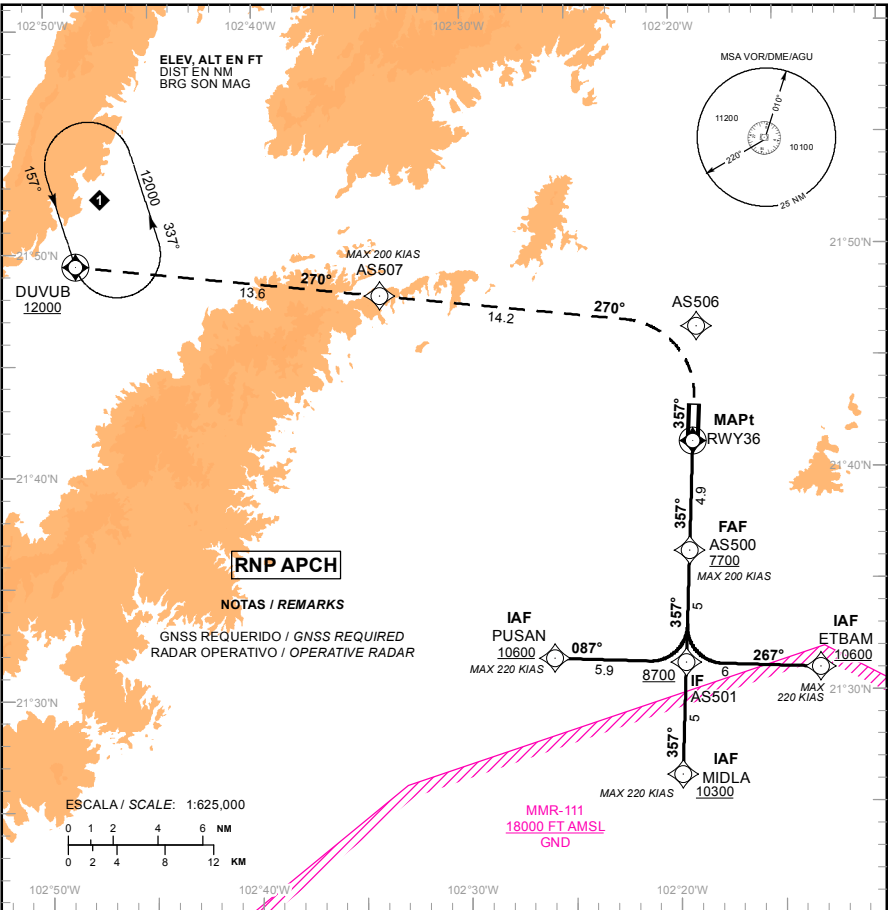 102°50'W
102°40'W
102°30'W
102°20'W
ELEV, ALT EN FT
DIST EN NM
BRG SON MAG
MSA VOR/DME/AGU
010°
11200
10100
220°
25 NM
157°
1
12000
337°
21°50'N
21°50'N
DUVUB
12000
13.6
270°
MAX 200 KIAS
AS507
14.2
270°
AS506
357°
MAPt
RWY36
21°40'N
21°40'N
4.9
357°
FAF
AS500
7700
MAX 200 KIAS
RNP APCH
NOTAS / REMARKS
GNSS REQUERIDO / GNSS REQUIRED
RADAR OPERATIVO / OPERATIVE RADAR
357°
5
IAF
PUSAN
10600
MAX 220 KIAS
087°
5.9
8700
IF
AS501
267°
6
IAF
ETBAM
10600
MAX
220 KIAS
21°30'N
21°30'N
357°
5
IAF
MIDLA
10300
MAX 220 KIAS
MMR-111
18000 FT AMSL
GND
ESCALA / SCALE: 1:625,000
0 1 2 4 6 NM
0 2 4 8 12 KM
102°50'W
102°40'W
102°30'W
102°20'W